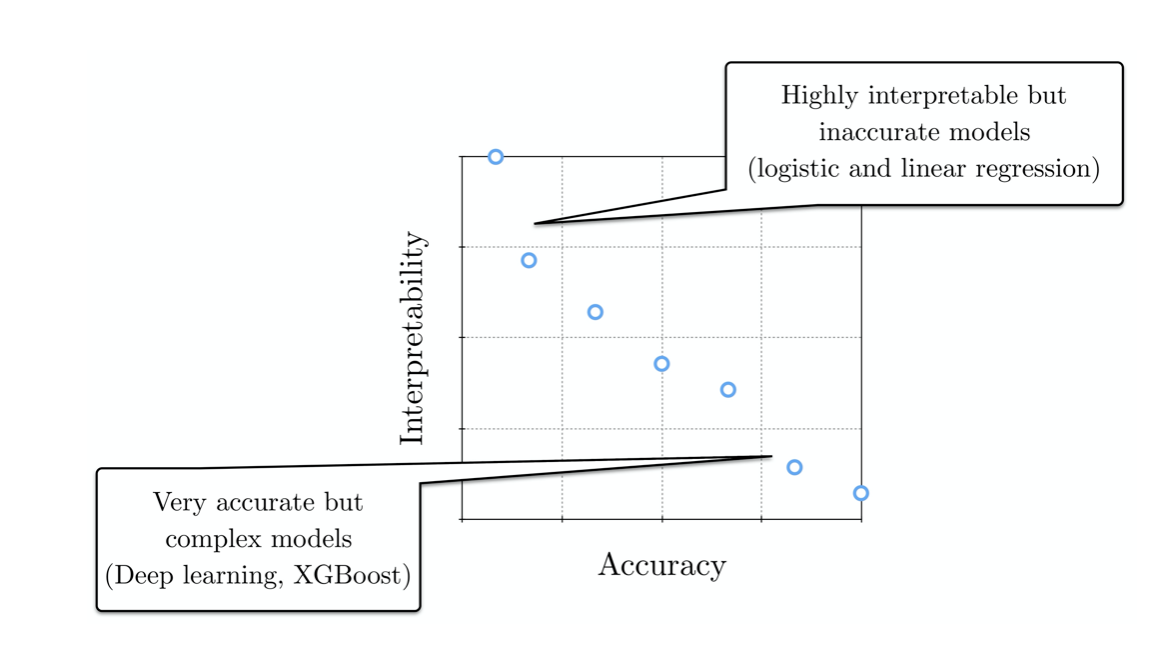 Highly interpretable but
inaccurate models
(logistic and linear regression)
Interpretability
Very accurate but
complex models
(Deep learning, XGBoost)
Accuracy